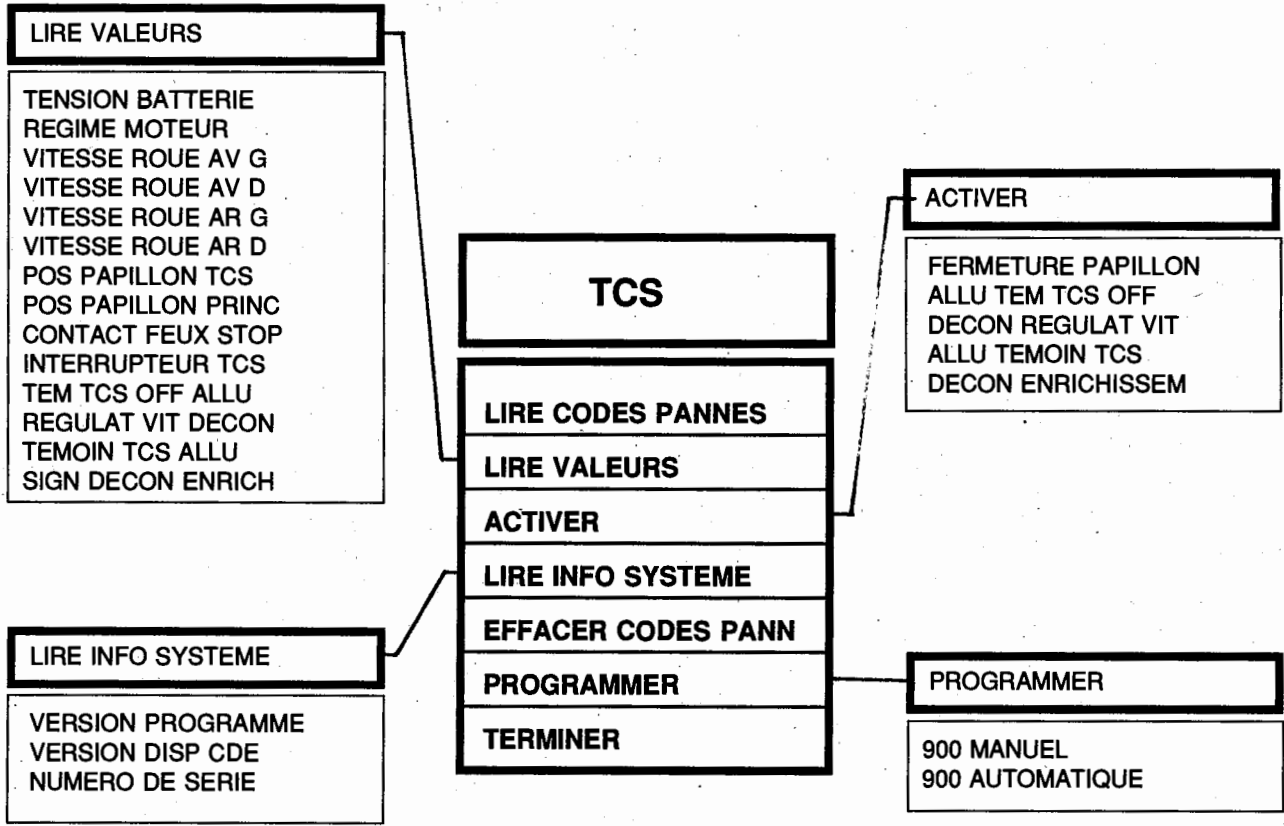 LIRE VALEURS
TENSION BATTERIE
REGIME MOTEUR
VITESSE ROUE AV G
VITESSE ROUE AV D
VITESSE ROUE AR G
VITESSE ROUE AR D
POS PAPILLON TCS
POS PAPILLON PRINC
CONTACT FEUX STOP
INTERRUPTEUR TCS
TEM TCS OFF ALLU
REGULAT VIT DECON
TEMOIN TCS ALLU
SIGN DECON ENRICH
LIRE INFO SYSTEME
VERSION PROGRAMME
VERSION DISP CDE
NUMERO DE SERIE
TCS
LIRE CODES PANNES
LIRE VALEURS
ACTIVER
LIRE INFO SYSTEME
EFFACER CODES PANN
PROGRAMMER
TERMINER
ACTIVER
FERMETURE PAPILLON
ALLU TEM TCS OFF
DECON REGULAT VIT
ALLU TEMOIN TCS
DECON ENRICHISSEM
PROGRAMMER
900 MANUEL
900 AUTOMATIQUE